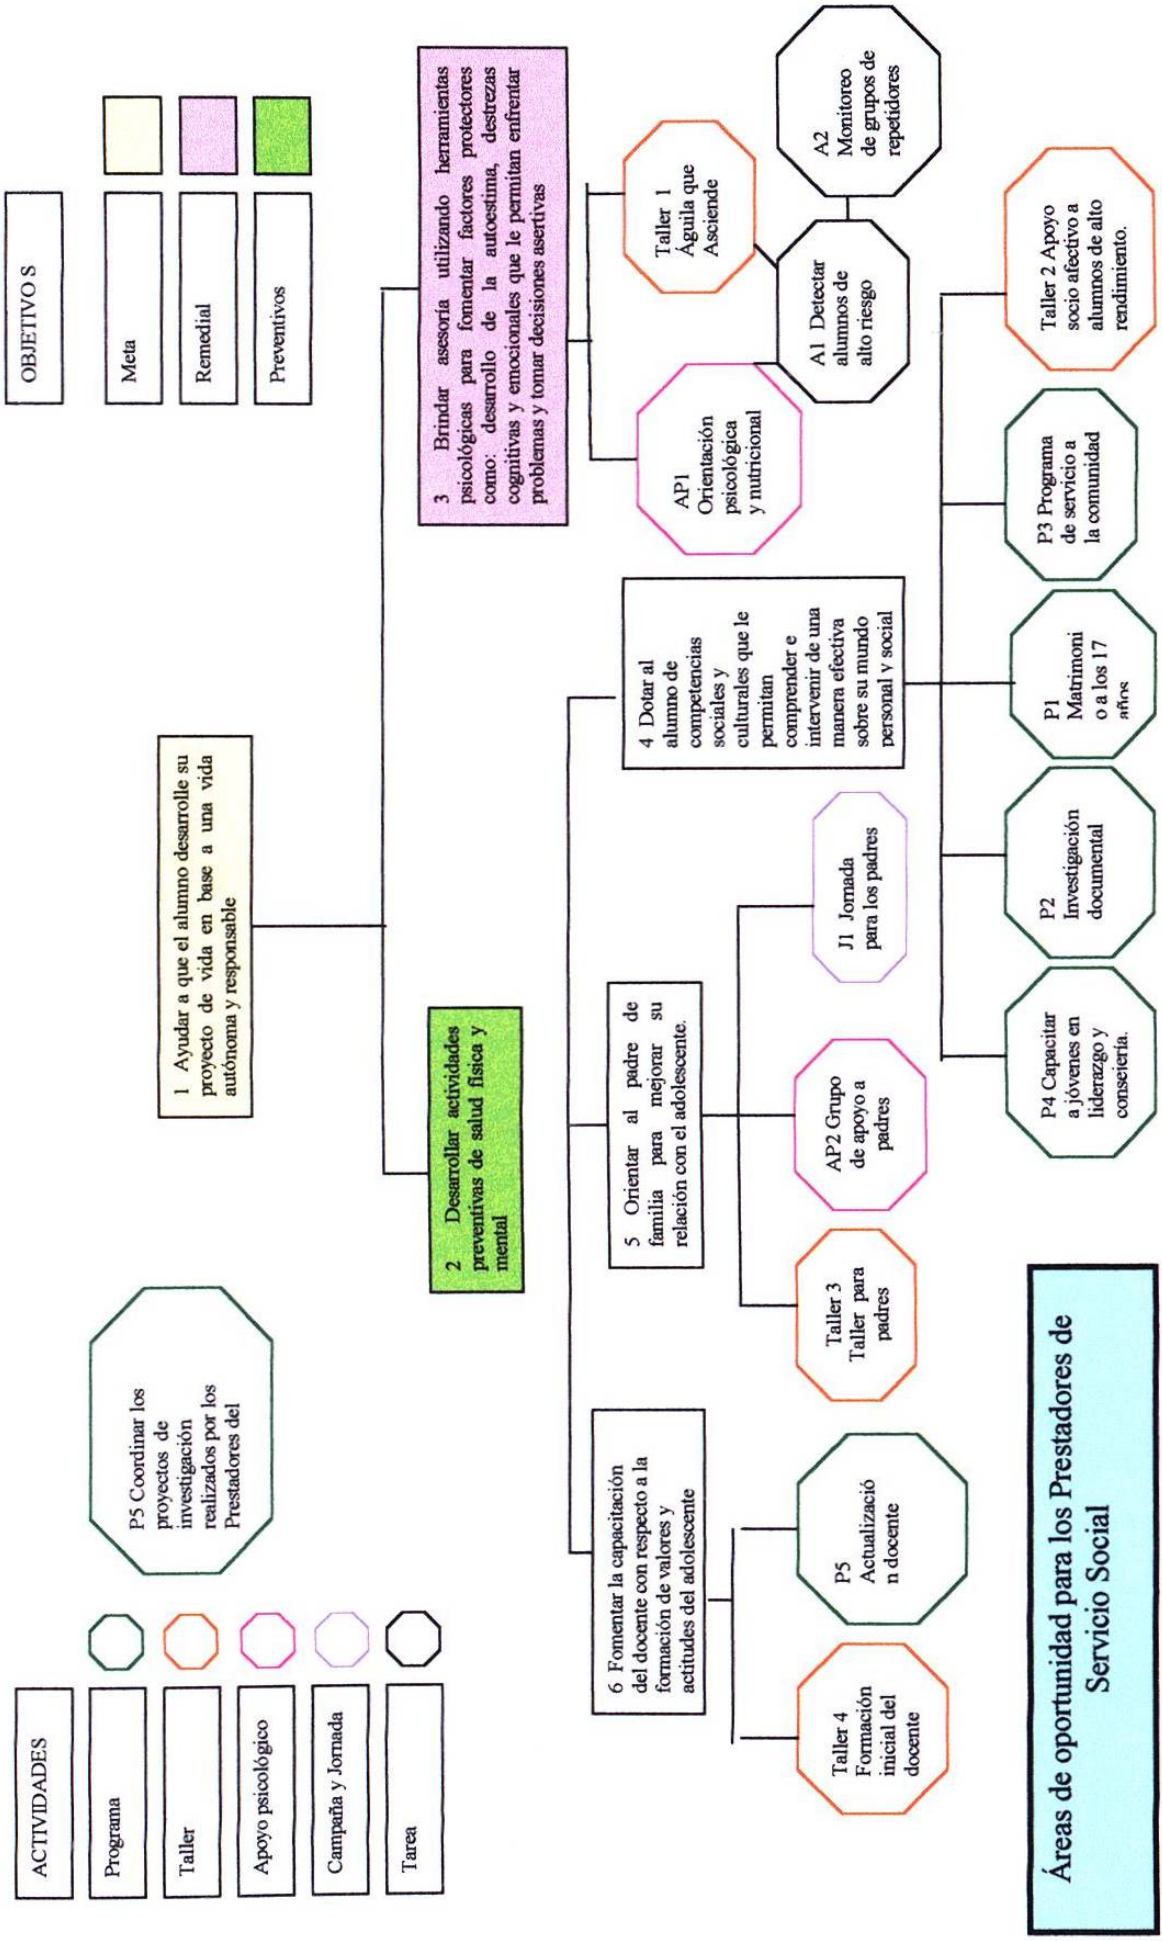 ACTIVIDADES
Programa
Taller
Apoyo psicológico
Campaña y Jornada
Tarea
P5 Coordinar los
proyectos de
investigación
realizados por los
Prestadores del
OBJETIVO S
Meta
Remedial
Preventivos
1 Ayudar a que el alumno desarrolle su
proyecto de vida en base a una vida
autónoma y responsable
2 Desarrollar actividades
preventivas de salud física y
mental
3 Brindar asesoría utilizando herramientas
psicológicas para fomentar factores protectores
como: desarrollo de la autoestima, destrezas
cognitivas y emocionales que le permitan enfrentar
problemas y tomar decisiones asertivas
6 Fomentar la capacitación
del docente con respecto a la
formación de valores y
actitudes del adolescente
5 Orientar al padre de
familia para mejorar su
relación con el adolescente.
4 Dotar al
alumno de
competencias
sociales y
culturales que le
permitan
comprender e
intervenir de una
manera efectiva
sobre su mundo
personal y social
AP1
Orientación
psicológica
y nutricional
Taller 1
Águila que
Asciende
A1 Detectar
alumnos de
alto riesgo
A2
Monitoreo
de grupos de
repetidores
Taller 4
Formación
inicial del
docente
P5
Actualizació
n docente
Taller 3
Taller para
padres
AP2 Grupo
de apoyo a
padres
J1 Jornada
para los padres
P4 Capacitar
a jóvenes en
liderazgo y
consejería.
P2
Investigación
documental
P1
Matrimoni
o a los 17
años
P3 Programa
de servicio a
la comunidad
Taller 2 Apoyo
socio afectivo a
alumnos de alto
rendimiento.
Áreas de oportunidad para los Prestadores de
Servicio Social